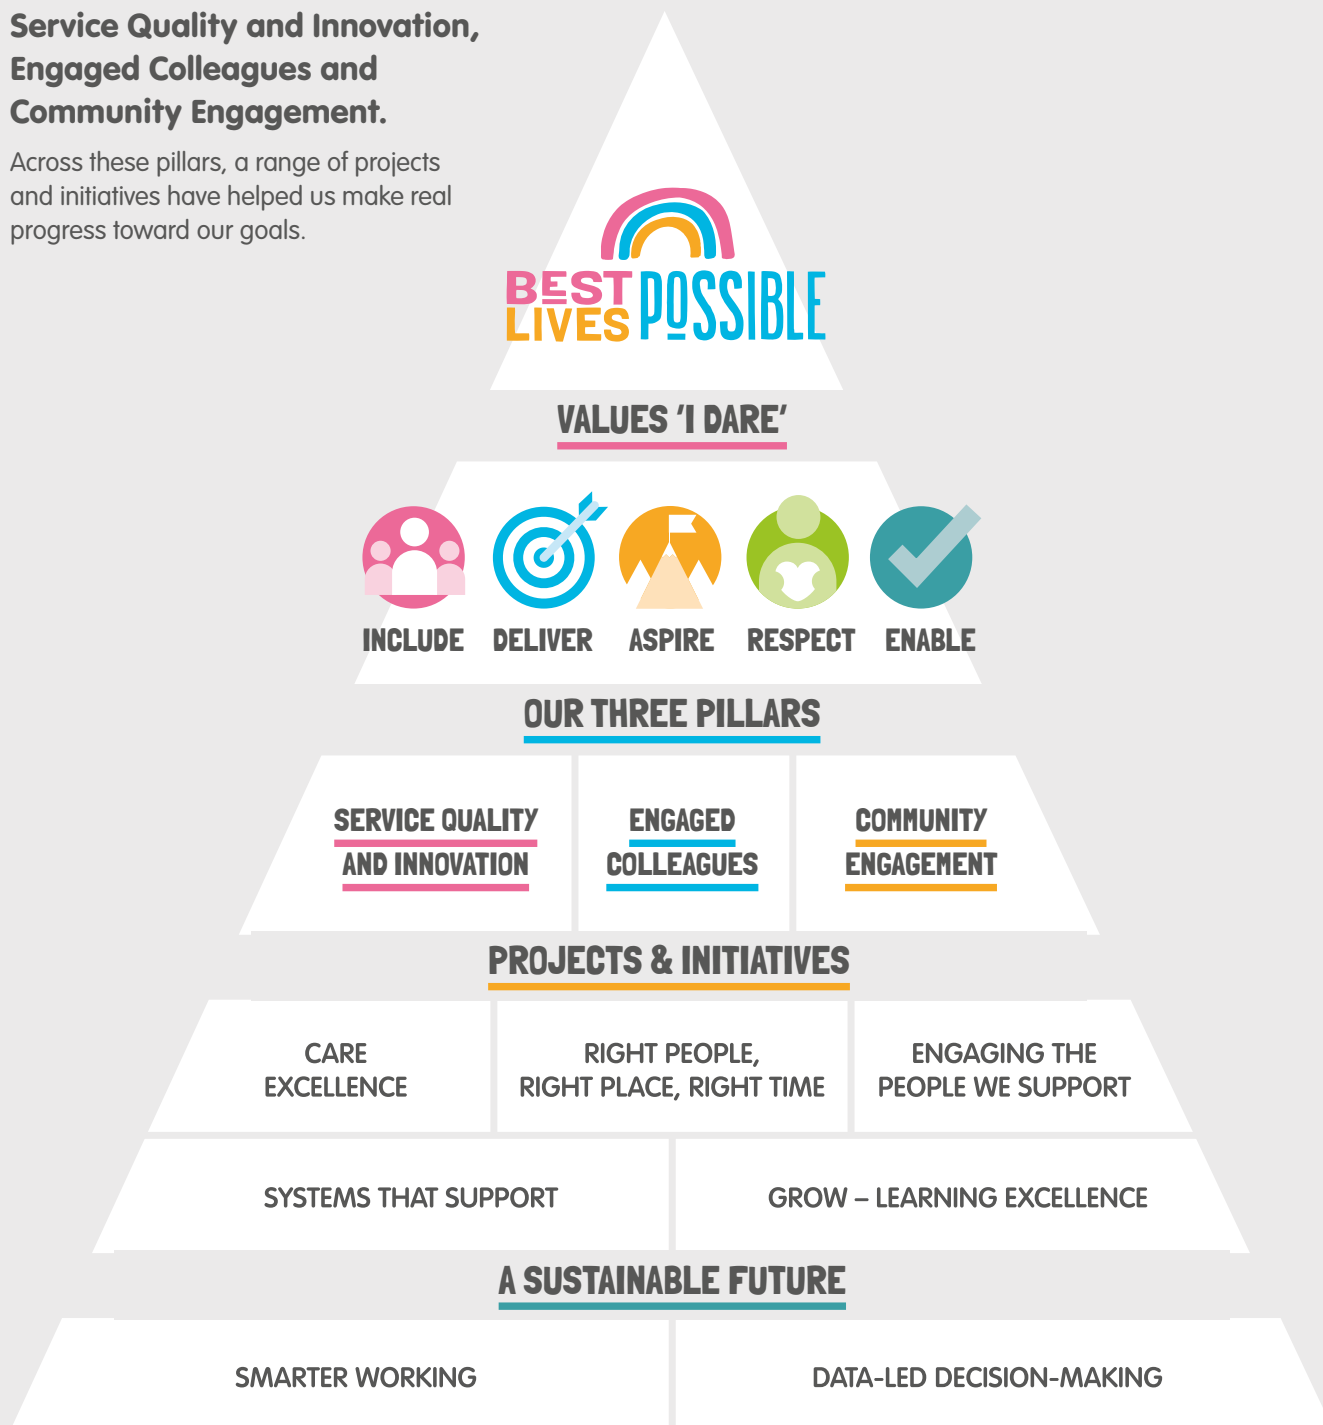 Service Quality and Innovation,
Engaged Colleagues and
Community Engagement.
Across these pillars, a range of projects
and initiatives have helped us make real
progress toward our goals.
BEST
LIVES
POSSIBLE
VALUES 'I DARE'
INCLUDE DELIVER ASPIRE RESPECT ENABLE
OUR THREE PILLARS
SERVICE QUALITY
AND INNOVATION
ENGAGED
COLLEAGUES
COMMUNITY
ENGAGEMENT
PROJECTS & INITIATIVES
CARE
EXCELLENCE
RIGHT PEOPLE,
RIGHT PLACE, RIGHT TIME
ENGAGING THE
PEOPLE WE SUPPORT
SYSTEMS THAT SUPPORT
GROW – LEARNING EXCELLENCE
A SUSTAINABLE FUTURE
SMARTER WORKING
DATA-LED DECISION-MAKING